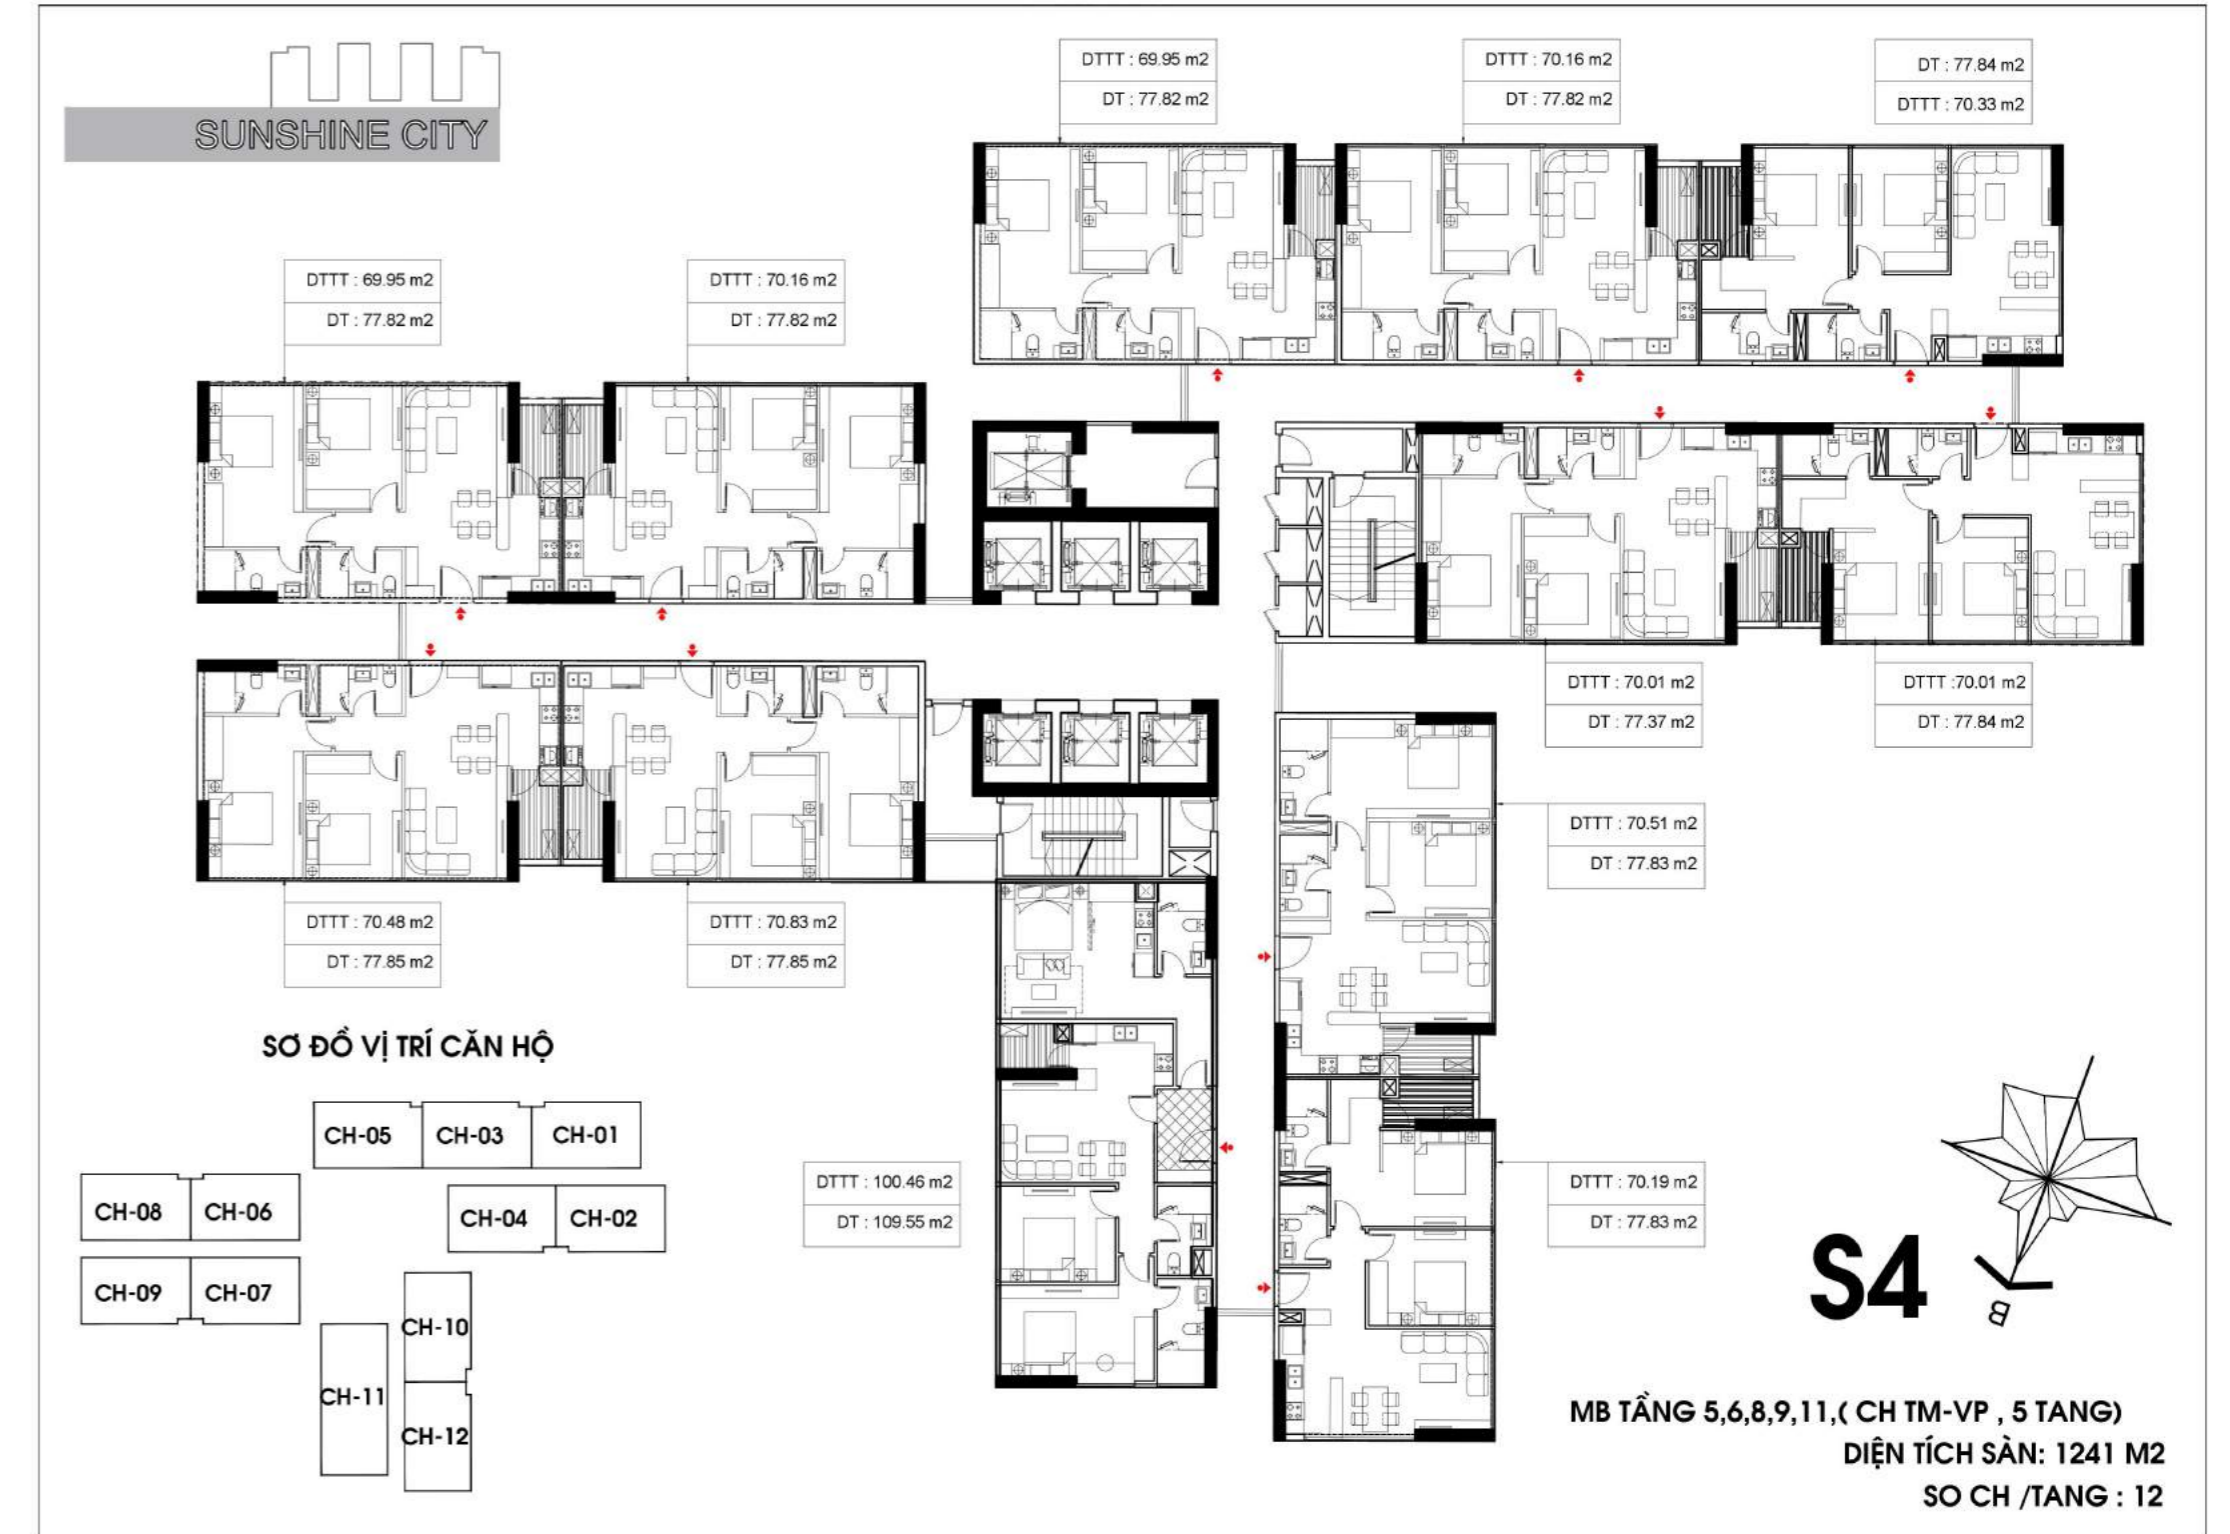 SUNSHINE CITY
DTTT : 69.95 m2
DT : 77.82 m2
DTTT : 70.16 m2
DT : 77.82 m2
DT : 77.84 m2
DTTT : 70.33 m2
DTTT : 69.95 m2
DT : 77.82 m2
DTTT : 70.16 m2
DT : 77.82 m2
DTTT : 70.01 m2
DT : 77.37 m2
DTTT :70.01 m2
DT : 77.84 m2
DTTT : 70.51 m2
DT : 77.83 m2
DTTT : 70.48 m2
DT : 77.85 m2
DTTT : 70.83 m2
DT : 77.85 m2
DTTT : 100.46 m2
DT : 109.55 m2
DTTT : 70.19 m2
DT : 77.83 m2
SƠ ĐỒ VỊ TRÍ CĂN HỘ
CH-05 CH-03 CH-01
CH-08 CH-06
CH-04 CH-02
CH-09 CH-07
CH-10
CH-11
CH-12
S4
B
MB TẦNG 5,6,8,9,11,( CH TM-VP , 5 TANG)
DIỆN TÍCH SÀN: 1241 M2
SO CH /TANG : 12